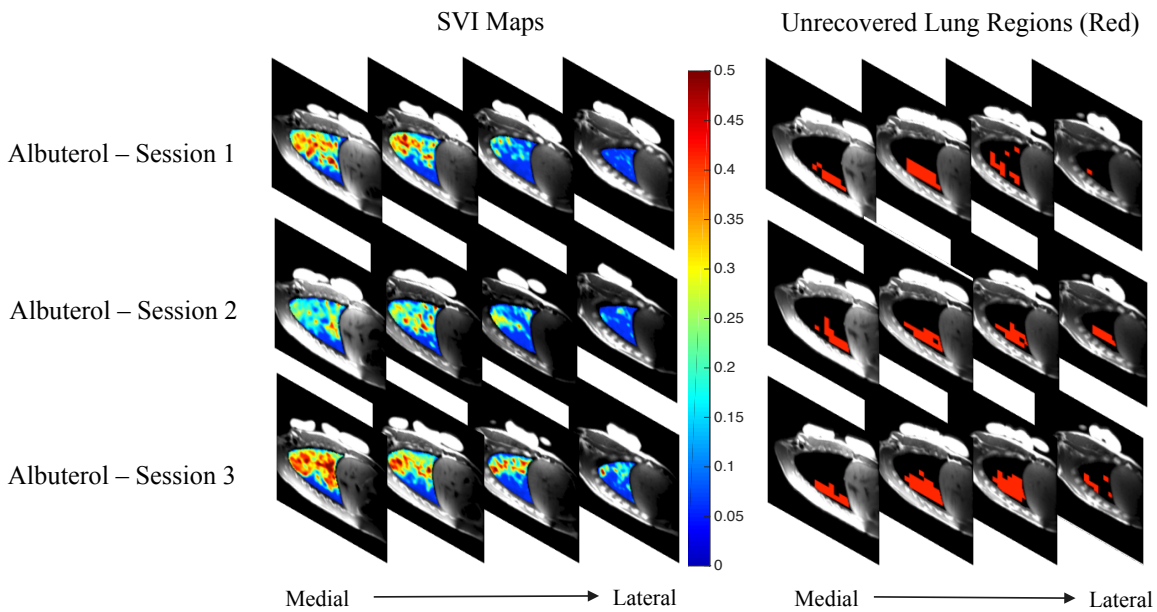 SVI Maps
Unrecovered Lung Regions (Red)
Albuterol – Session 1
Albuterol – Session 2
Albuterol – Session 3
0.5
0.45
0.4
0.35
0.3
0.25
0.2
0.15
0.1
0.05
0
Medial
Lateral
Medial
Lateral